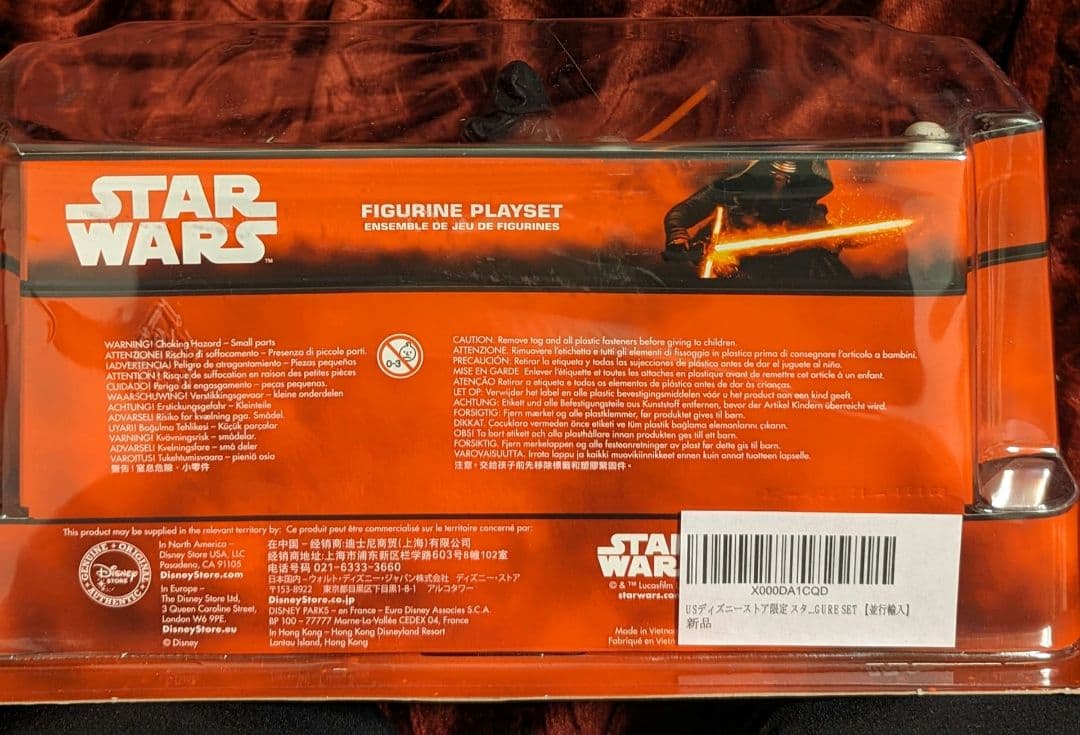 STAR
WARS
™
FIGURINE PLAYSET
ENSEMBLE DE JEU DE FIGURINES
WARNING! Choking Hazard – Small parts
ATTENZIONE! Rischio di soffocamento – Presenza di piccole parti.
¡ADVERTENCIA! Peligro de atragantamiento – Piezas pequeñas
ATTENTION! Risque de suffocation en raison des petites pièces
CUIDADO! Perigo de engasgamento – peças pequenas.
WAARSCHUWING! Verstikkingsgevaar – kleine onderdelen
ACHTUNG! Erstickungsgefahr – Kleinteile
ADVARSEL! Risiko for kvælning pga. Smådel.
UYARI! Boğulma Tehlikesi – Küçük parçalar
VARNING! Kvävningsrisk – smådelar.
ADVARSEL! Kvelningsfare – små deler
VAROITUS! Tukehtumisvaara – pieniä osia
警告! 窒息危險・小零件
0-3
CAUTION. Remove tag and all plastic fasteners before giving to children.
ATTENZIONE. Rimuovere l'etichetta e tutti gli elementi di fissaggio in plastica prima di consegnare l'articolo a bambini.
PRECAUCIÓN: Retirar la etiqueta y todas las sujecciones de plástico antes de dar el juguete al niño.
MISE EN GARDE Enlever l'étiquette et toutes les attaches en plastique avant de remettre cet article à un enfant.
ATENÇÃO Retirar a etiqueta e todos os elementos de plástico antes de dar às crianças.
LET OP: Verwijder het label en alle plastic bevestigingsmiddelen vóór u het product aan een kind geeft.
ACHTUNG: Etikett und alle Befestigungsteile aus Kunststoff entfernen, bevor der Artikel Kindern überreicht wird.
FORSIGTIG: Fjern mærket og alle plastklemmer, før produktet gives til børn.
DIKKAT. Çocuklara vermeden önce etiketi ve tüm plastik bağlama elemanlarını çıkarın.
OBS! Ta bort etikett och alla plasthållare innan produkten ges till ett barn.
FORSIKTIG. Fjern merkelappen og alle plastfester av plast før dette gis til barn.
VAROVAISUUTTA. Irrota lappu ja kaikki muovikiinnikkeet ennen kuin annat tuotteen lapselle.
注意。交給孩子前先移除標籤和塑膠緊固件。
This product may be supplied in the relevant territory by: Ce produit peut être commercialisé sur le territoire concerné par:
GENUINE • ORIGINAL
Disney
STORE
AUTHENTIC
In North America –
Disney Store USA, LLC
Pasadena, CA 91105
DisneyStore.com
In Europe –
The Disney Store Ltd,
3 Queen Caroline Street,
London W6 9PE.
DisneyStore.eu
© Disney
在中国 – 经销商:迪士尼商贸(上海)有限公司
经销商地址:上海市浦东新区栏学路603号8幢102室
电话号码 021-6333-3660
日本国内–ウォルト・ディズニー・ジャパン株式会社 ディズニー・ストア
〒153-8922 東京都目黒区下目黒1-8-1 アルコタワー
DisneyStore.co.jp
DISNEY PARKS – en France – Euro Disney Associes S.C.A.
BP 100 – 77777 Marne-La-Vallée CEDEX 04, France
In Hong Kong – Hong Kong Disneyland Resort
Lantau Island, Hong Kong
STA
WAR
© & ™ Lucasfilm
starwars.co
Made in Vietna
Fabriqué en Vietn
X000DA1CQD
USディズニーストア限定 スタ…GURE SET 【並行輸入】
新品